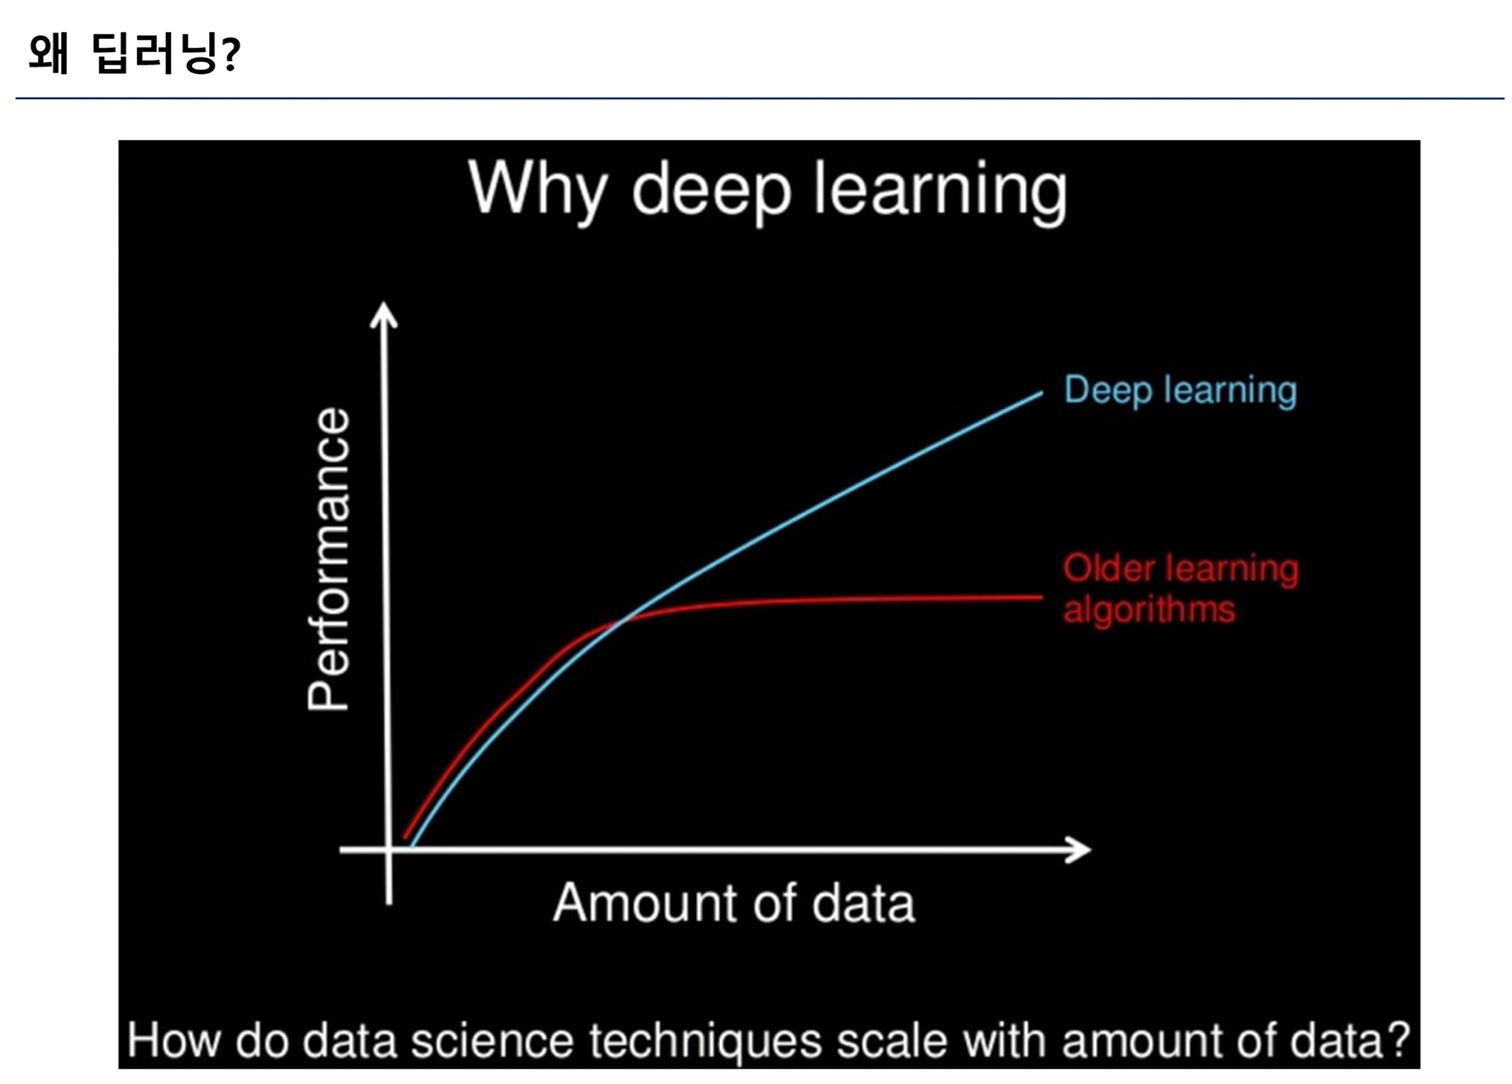 왜 딥러닝?
Why deep learning
Performance
Deep learning
Older learning
algorithms
Amount of data
How do data science techniques scale with amount of data?